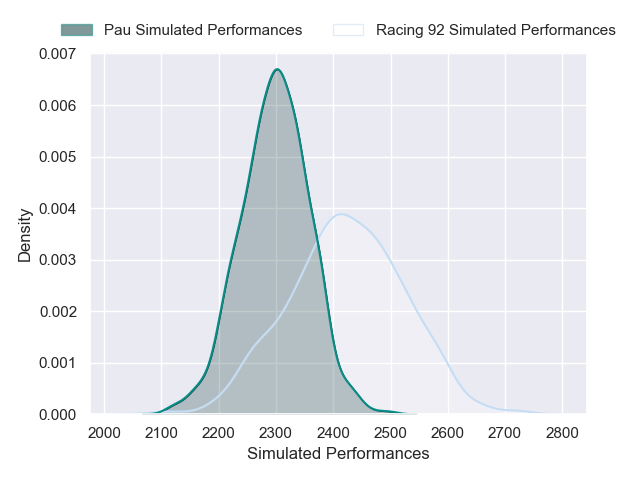 Pau Simulated Performances Racing 92 Simulated Performances
0.007
0.006
0.005
0.004
0.003
0.002
0.001
0.000
Density
2000 2100 2200 2300 2400 2500 2600 2700 2800
Simulated Performances